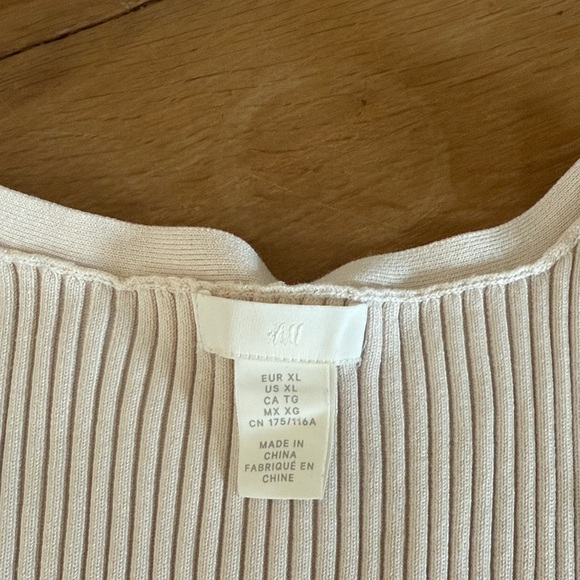 H&M
EUR XL
US XL
CA TG
MX XG
CN 175/116A
MADE IN
CHINA
FABRIQUÉ EN
CHINE